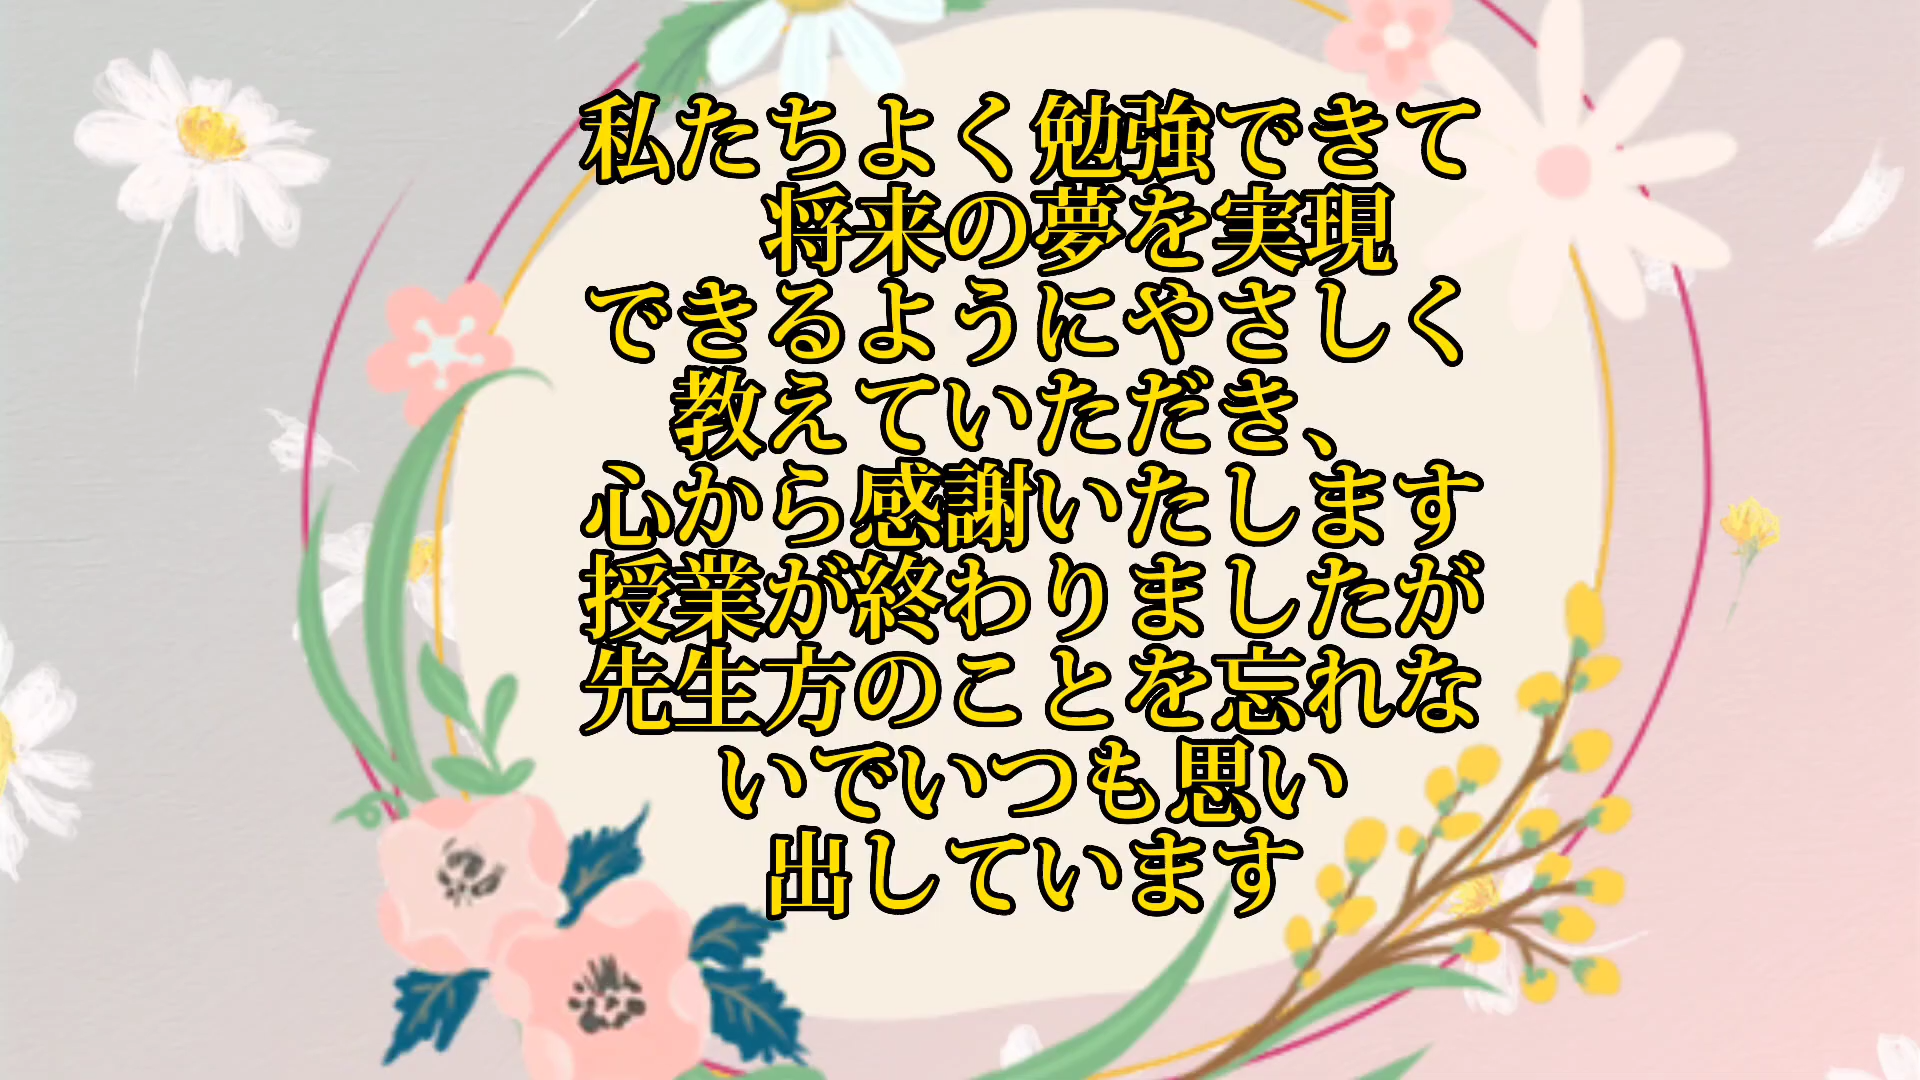 私たちよく勉強できて
将来の夢を実現
できるようにやさしく
教えていただき、
心から感謝いたします
授業が終わりましたが
先生方のことを忘れな
いでいつも思い
出しています